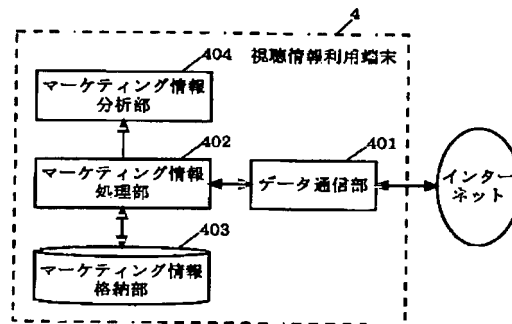 4
視聴情報利用端末
404
マーケティング情報
分析部
402
マーケティング情報
処理部
401
データ通信部
インター
ネット
403
マーケティング情報
格納部